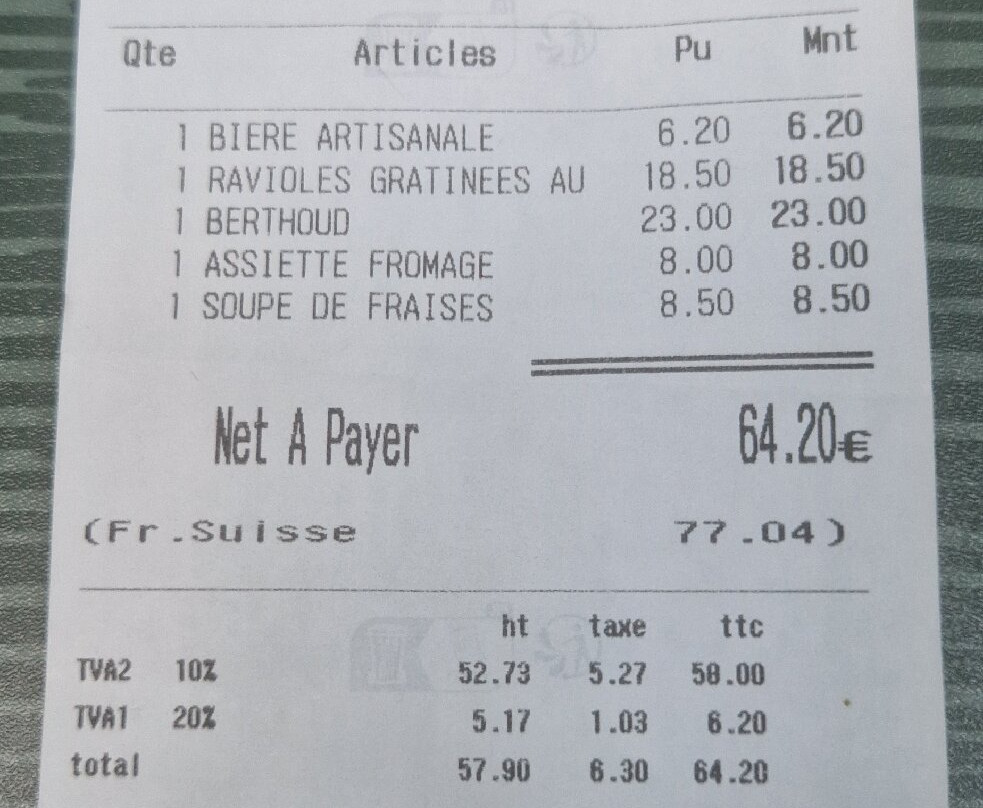 Qte Articles Pu Mnt
1 BIERE ARTISANALE 6.20 6.20
1 RAVIOLES GRATINEES AU 18.50 18.50
1 BERTHOUD 23.00 23.00
1 ASSIETTE FROMAGE 8.00 8.00
1 SOUPE DE FRAISES 8.50 8.50
Net A Payer 64.20€
(Fr.Suisse 77.04)
ht taxe ttc
TVA2 10% 52.73 5.27 58.00
TVA1 20% 5.17 1.03 6.20
total 57.90 6.30 64.20